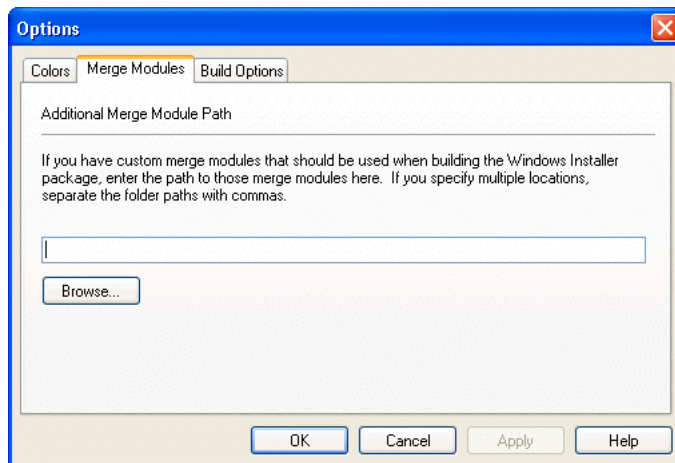 Options
Colors Merge Modules Build Options
Additional Merge Module Path
If you have custom merge modules that should be used when building the Windows Installer
package, enter the path to those merge modules here.  If you specify multiple locations,
separate the folder paths with commas.
Browse...
OK Cancel Apply Help